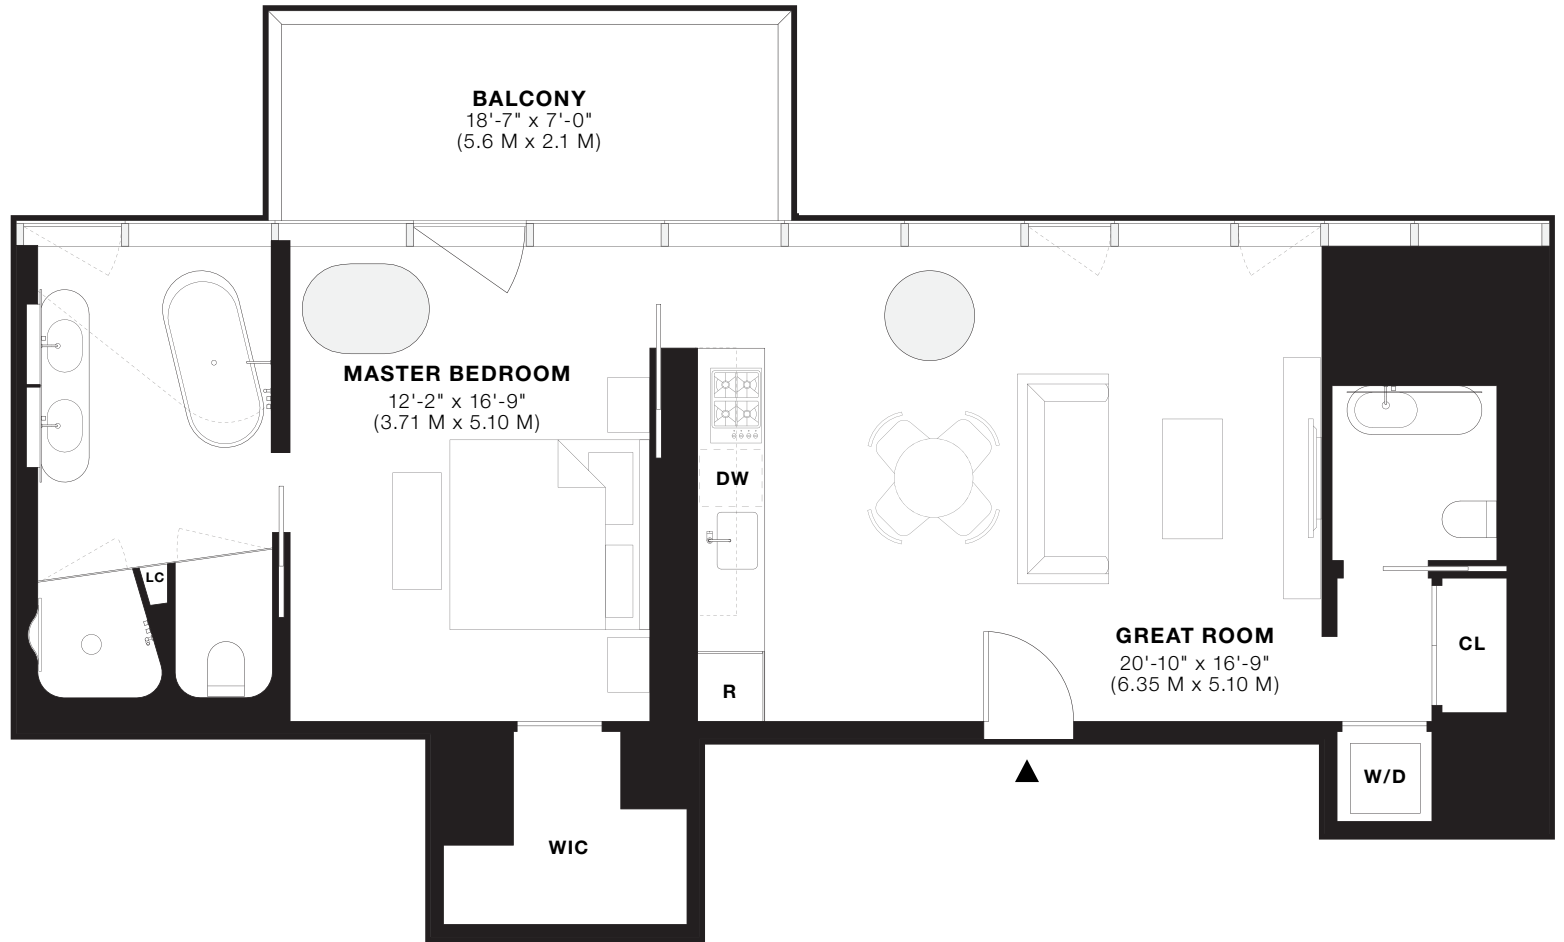 BALCONY
18'-7" x 7'-0"
(5.6 M x 2.1 M)
MASTER BEDROOM
12'-2" x 16'-9"
(3.71 M x 5.10 M)
DW
LC
R
GREAT ROOM
20'-10" x 16'-9"
(6.35 M x 5.10 M)
CL
W/D
WIC